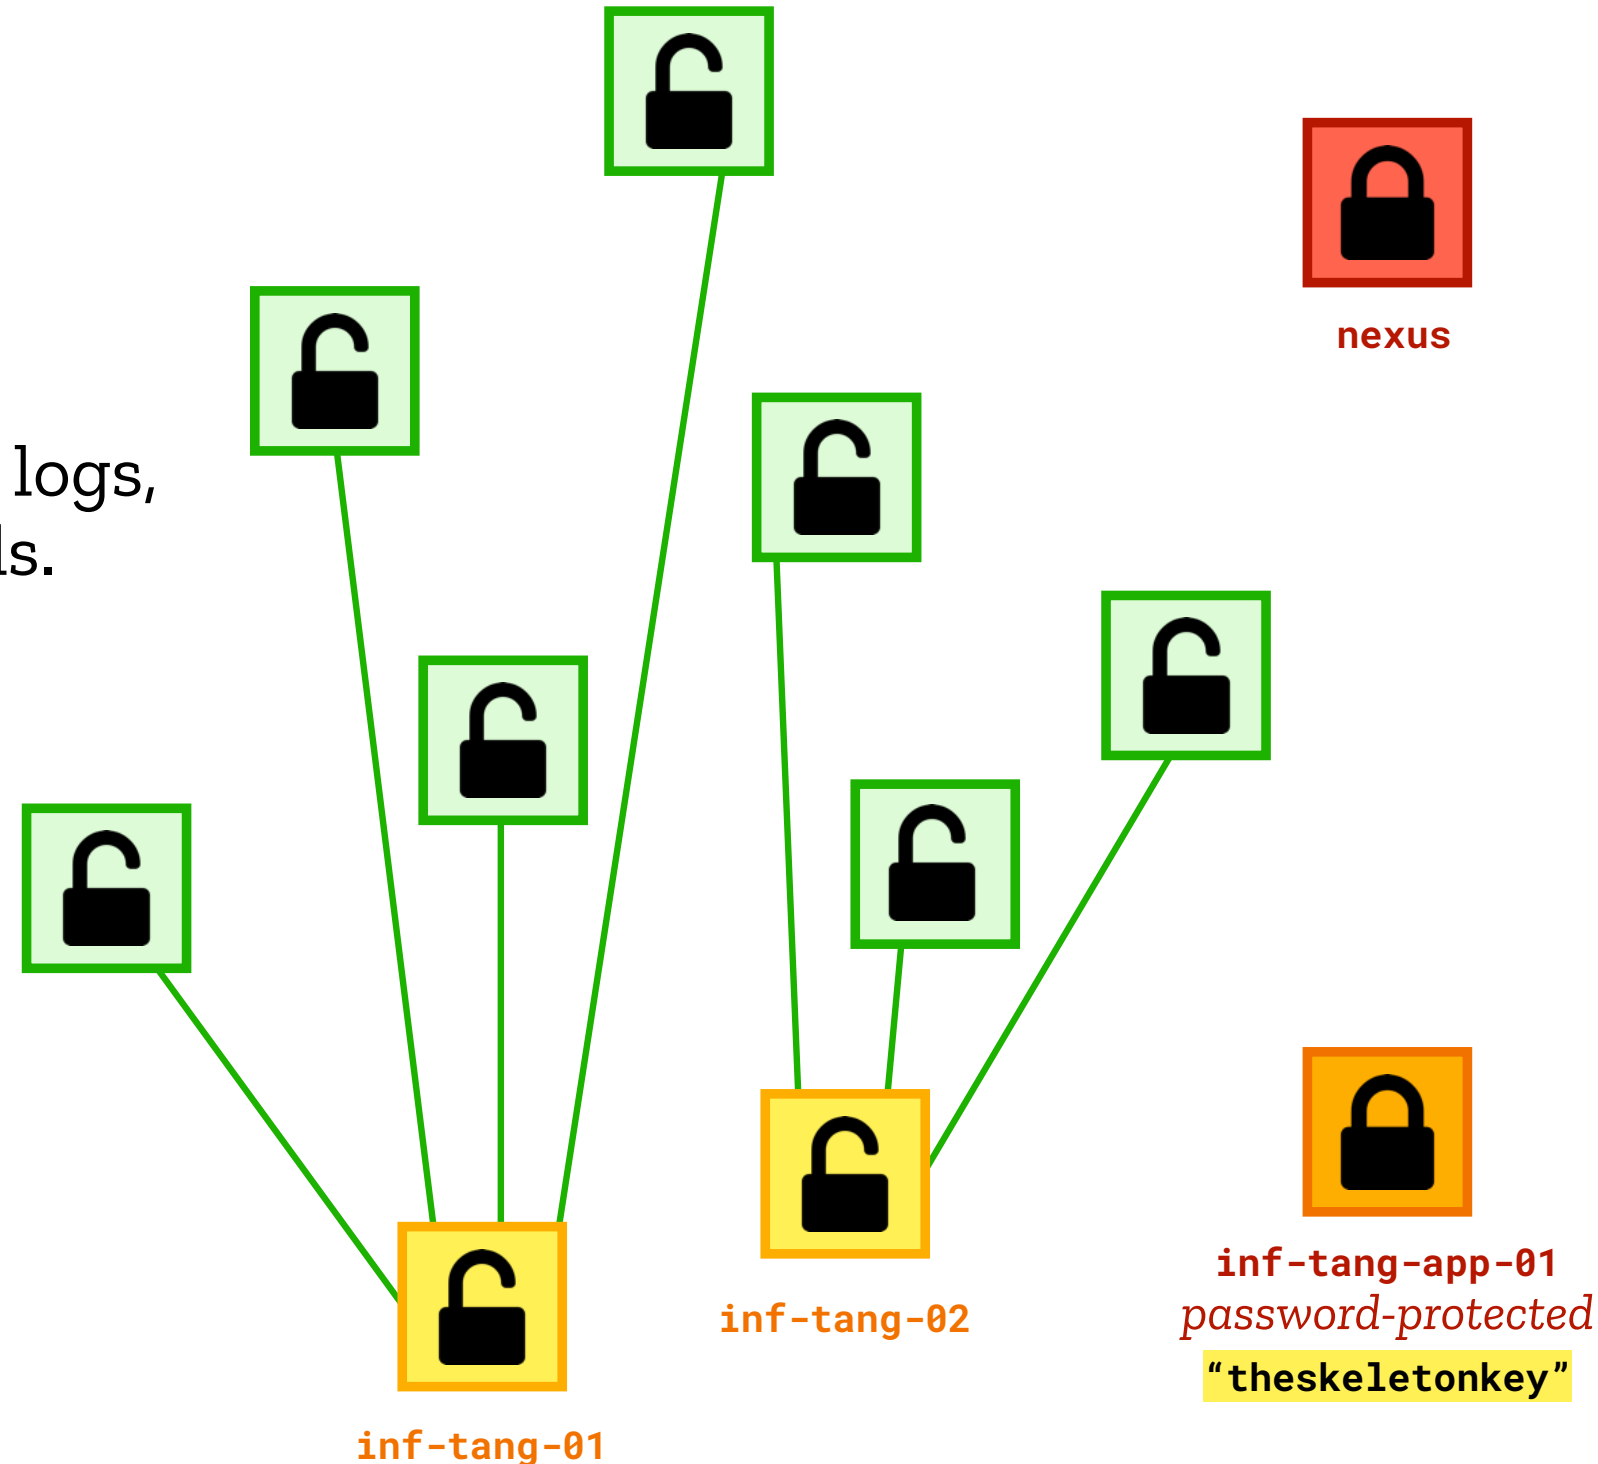 nexus
logs,
ls.
inf-tang-app-01
password-protected
“theskeletonkey”
inf-tang-02
inf-tang-01